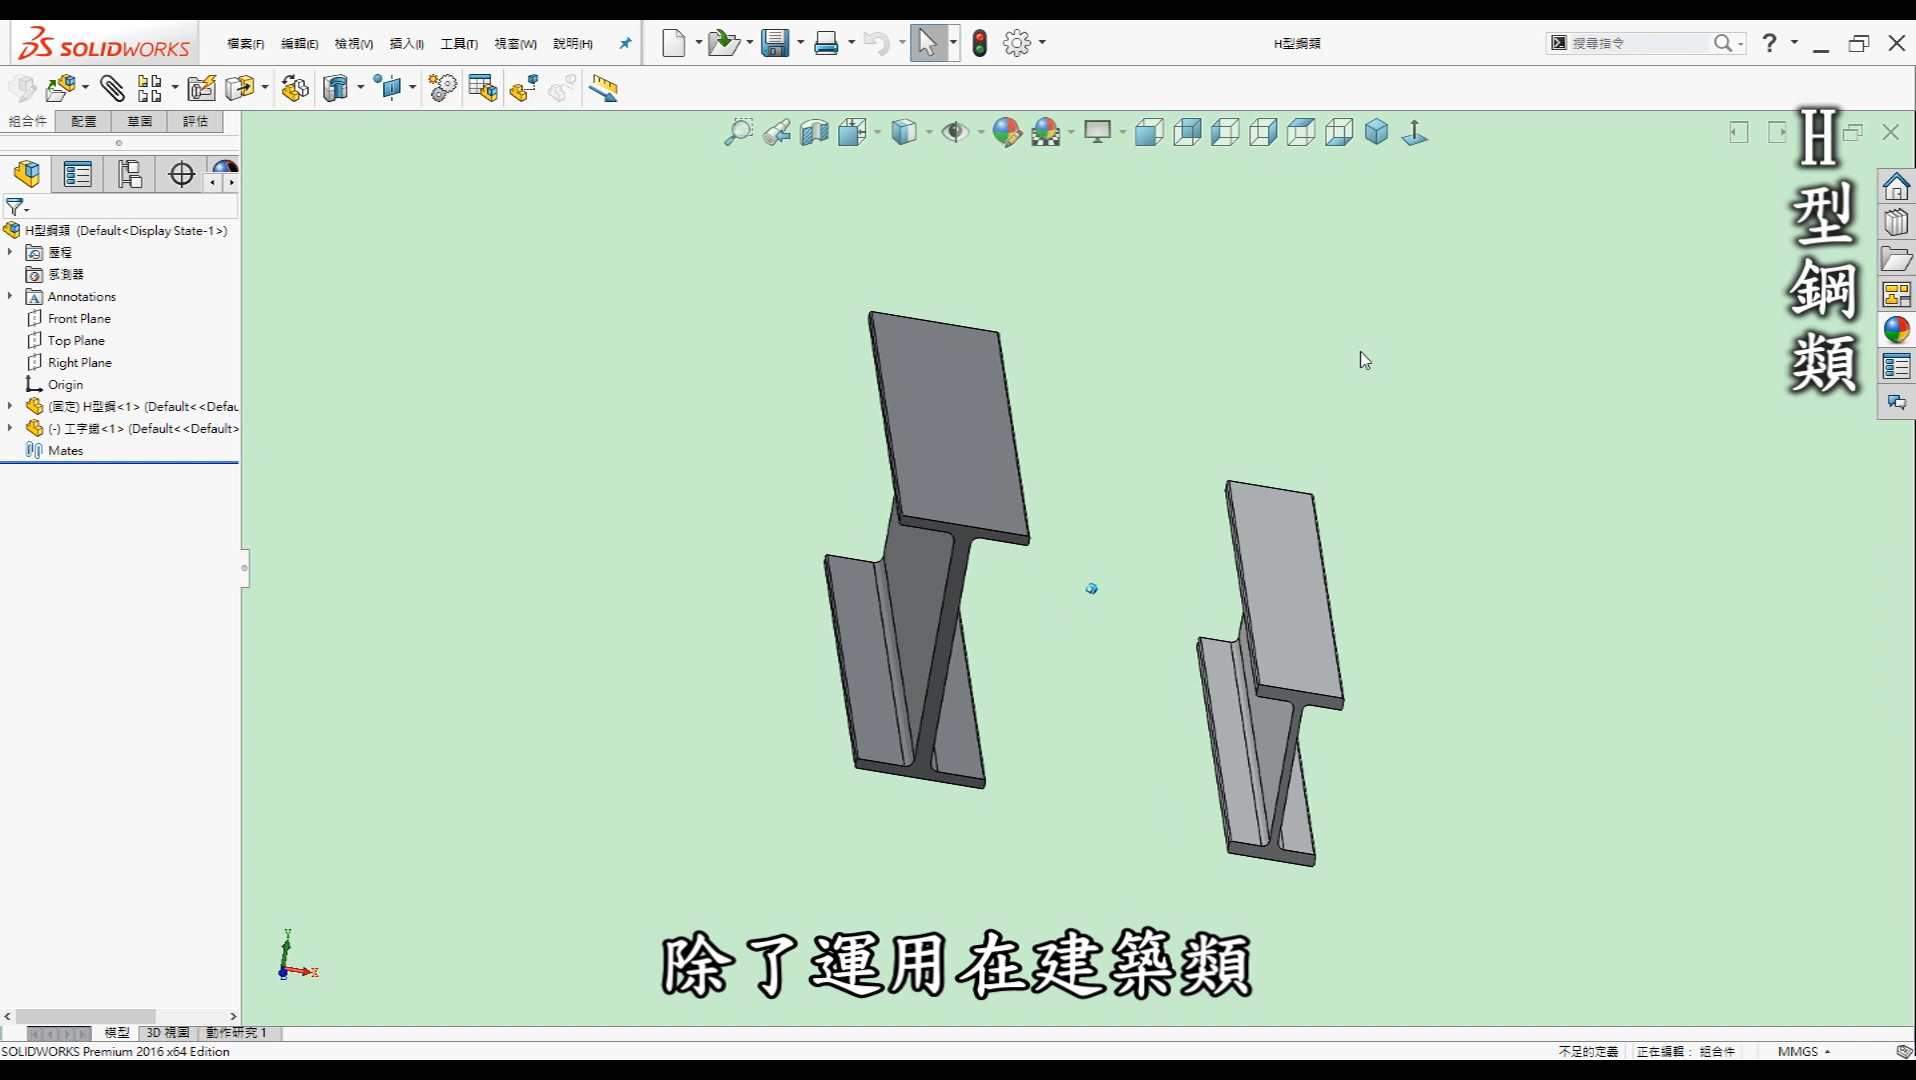 SOLIDWORKS
檔案(F)
編輯(E)
檢視(V)
插入(I)
工具(T)
視窗(W)
說明(H)
H型鋼類
搜尋指令
組合件
配置
草圖
評估
H型鋼類
H型鋼類 (Default<Display State-1>)
歷程
感測器
Annotations
Front Plane
Top Plane
Right Plane
Origin
(固定) H型鋼<1> (Default<<Defau
(-) 工字鐵<1> (Default<<Default>
Mates
Y
X
除了運用在建築類
模型
3D 視圖
動作研究 1
SOLIDWORKS Premium 2016 x64 Edition
不足的定義
正在編輯： 組合件
MMGS